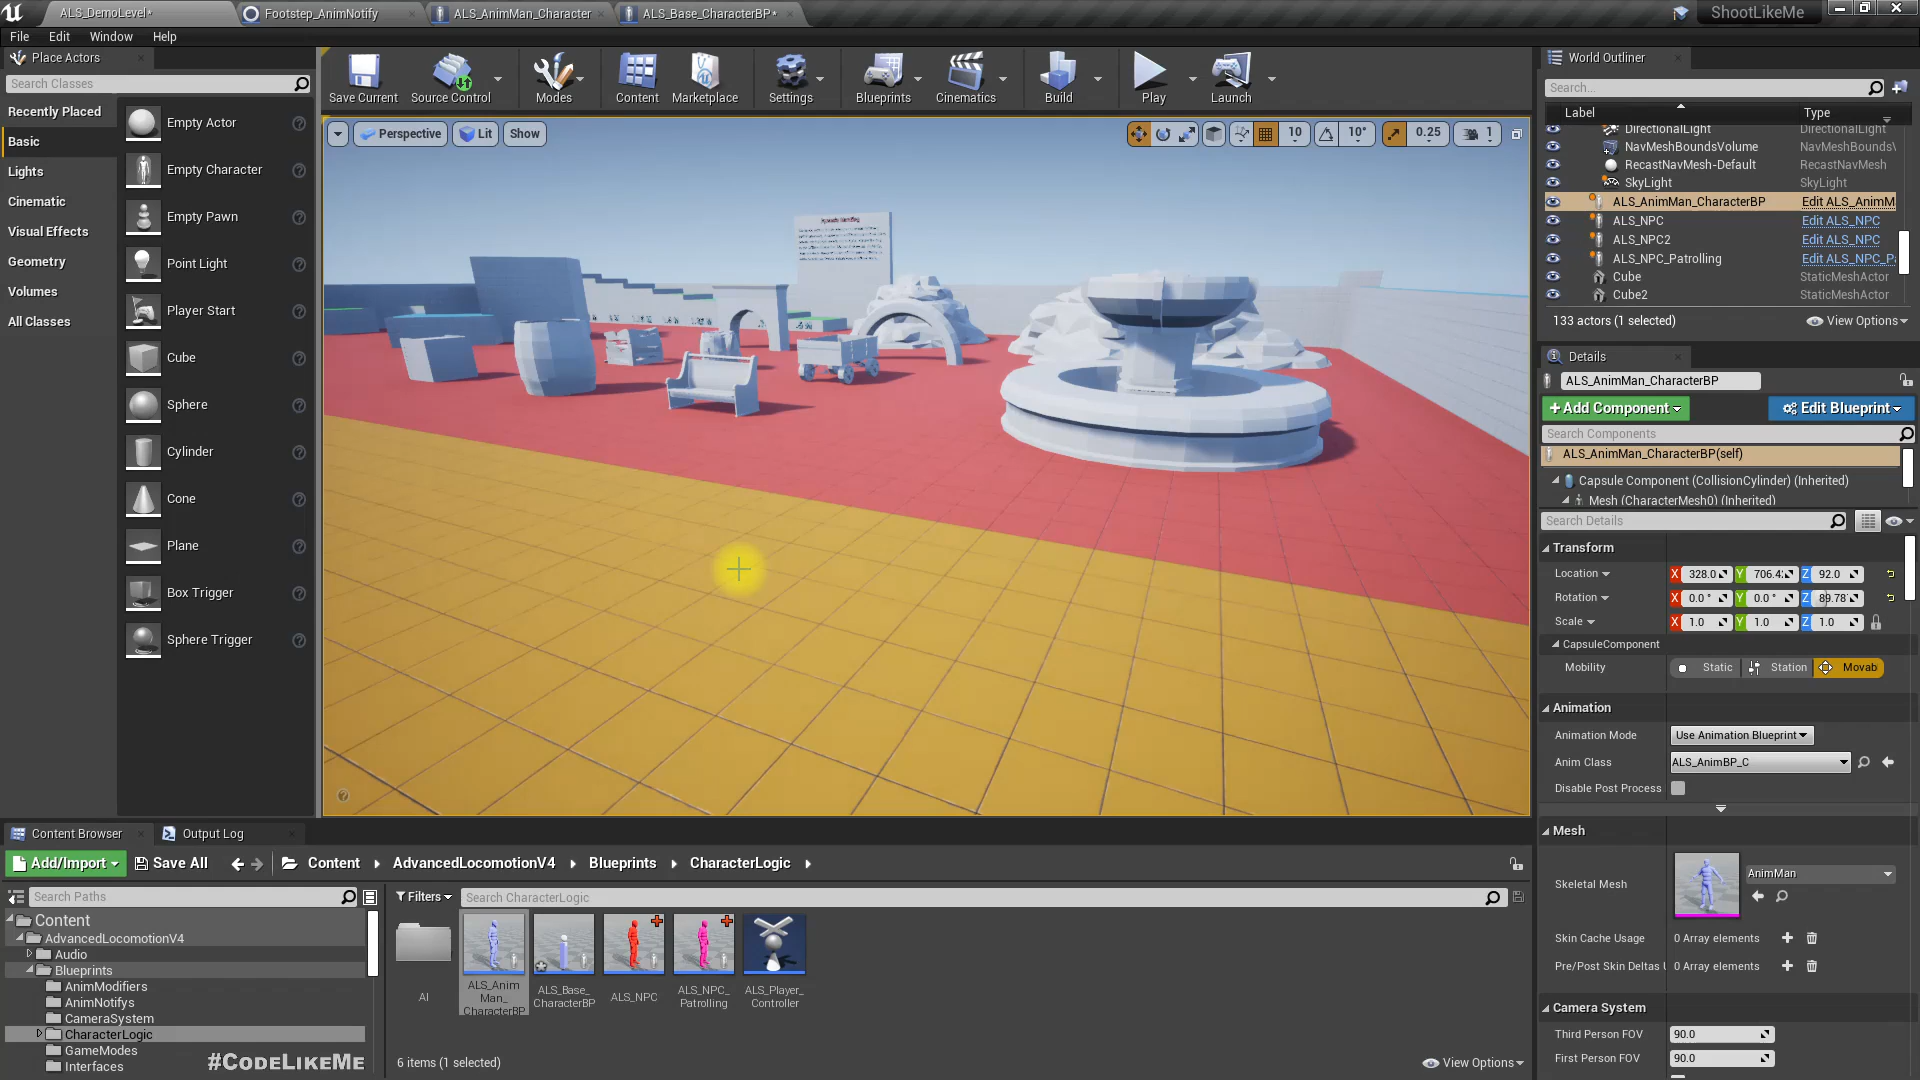 ALS_DemoLevel*
Footstep_AnimNotify
ALS_AnimMan_Character
ALS_Base_CharacterBP*
ShootLikeMe
File Edit Window Help
Place Actors
Search Classes
Recently Placed
Basic
Lights
Cinematic
Visual Effects
Geometry
Volumes
All Classes
Empty Actor
Empty Character
Empty Pawn
Point Light
Player Start
Cube
Sphere
Cylinder
Cone
Plane
Box Trigger
Sphere Trigger
Save Current
Source Control
Modes
Content
Marketplace
Settings
Blueprints
Cinematics
Build
Play
Launch
Perspective
Lit
Show
10
10°
0.25
1
World Outliner
Search...
Label Type
DirectionalLight DirectionalLight
NavMeshBoundsVolume NavMeshBoundsV
RecastNavMesh-Default RecastNavMesh
SkyLight SkyLight
ALS_AnimMan_CharacterBP Edit ALS_AnimM
ALS_NPC Edit ALS_NPC
ALS_NPC2 Edit ALS_NPC
ALS_NPC_Patrolling Edit ALS_NPC_P
Cube StaticMeshActor
Cube2 StaticMeshActor
133 actors (1 selected)
View Options
Details
ALS_AnimMan_CharacterBP
+Add Component
Edit Blueprint
Search Components
ALS_AnimMan_CharacterBP(self)
Capsule Component (CollisionCylinder) (Inherited)
Mesh (CharacterMesh0) (Inherited)
Search Details
Transform
Location X 328.0 Y 706.4 Z 92.0
Rotation X 0.0 ° Y 0.0 ° Z 89.78
Scale X 1.0 Y 1.0 Z 1.0
CapsuleComponent
Mobility Static Station Movab
Animation
Animation Mode Use Animation Blueprint
Anim Class ALS_AnimBP_C
Disable Post Process
Mesh
Skeletal Mesh AnimMan
Skin Cache Usage 0 Array elements
Pre/Post Skin Deltas 0 Array elements
Camera System
Third Person FOV 90.0
First Person FOV 90.0
Content Browser
Output Log
Add/Import
Save All
Content AdvancedLocomotionV4 Blueprints CharacterLogic
Search Paths
Filters
Search CharacterLogic
Content
AdvancedLocomotionV4
Audio
Blueprints
AnimModifiers
AnimNotifys
CameraSystem
CharacterLogic
GameModes
Interfaces
AI
ALS_Anim
Man_
CharacterBP
ALS_Base_
CharacterBP
ALS_NPC
ALS_NPC_
Patrolling
ALS_Player_
Controller
#CODELIKEME
6 items (1 selected)
View Options